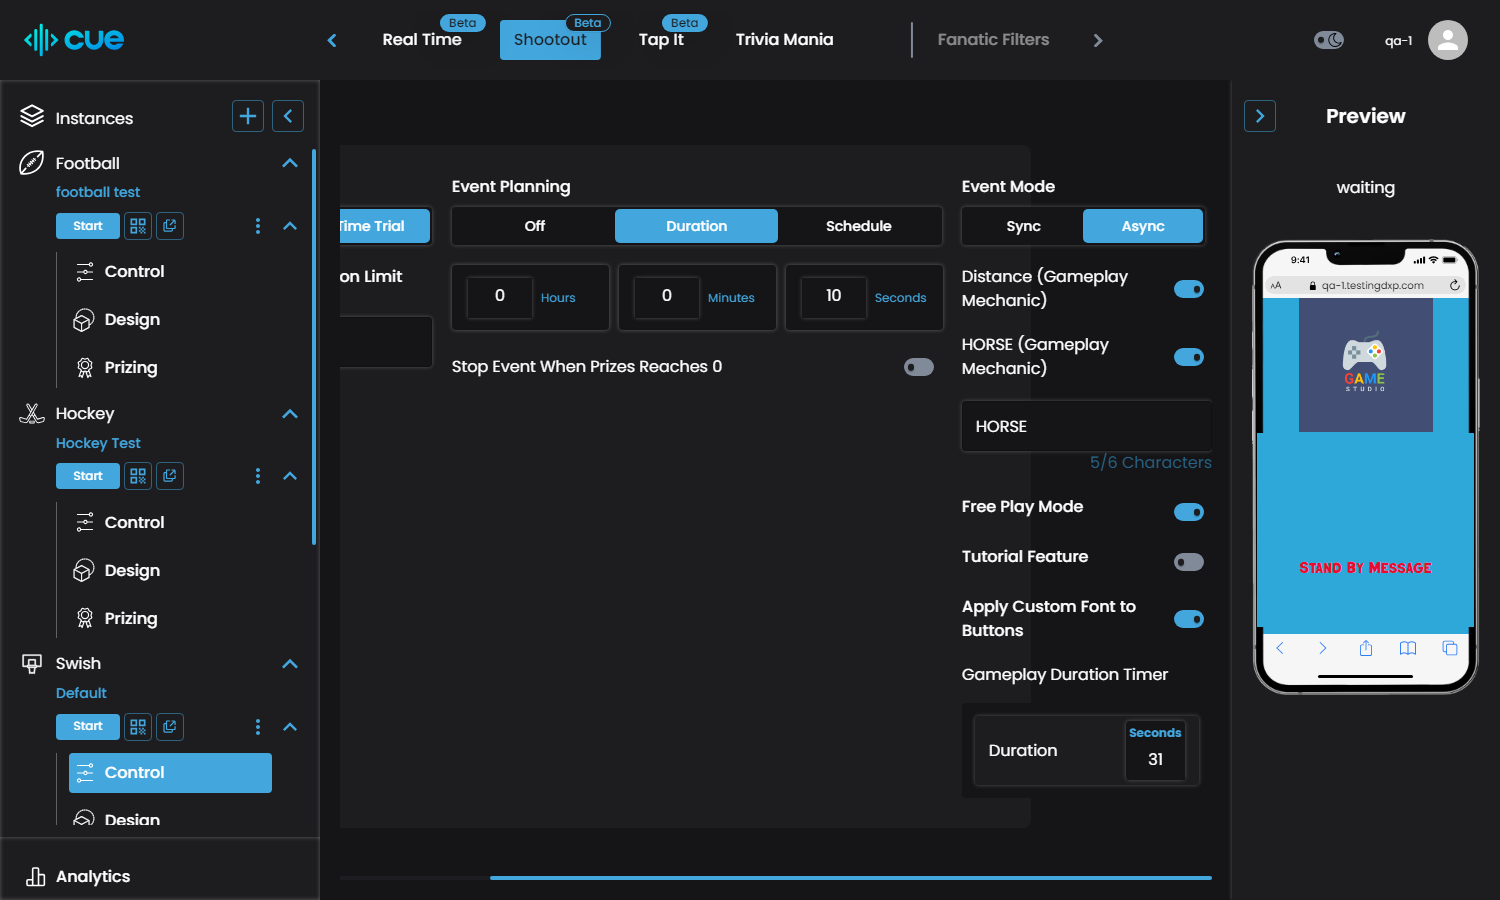 cue
Real Time
Beta
Shootout
Beta
Tap It
Beta
Trivia Mania
Fanatic Filters
qa-1
Instances
Football
football test
Start
Control
Design
Prizing
Hockey
Hockey Test
Start
Control
Design
Prizing
Swish
Default
Start
Control
Design
Analytics
Time Trial
on Limit
Event Planning
Off
Duration
Schedule
0
Hours
0
Minutes
10
Seconds
Stop Event When Prizes Reaches 0
Event Mode
Sync
Async
Distance (Gameplay
Mechanic)
HORSE (Gameplay
Mechanic)
HORSE
5/6 Characters
Free Play Mode
Tutorial Feature
Apply Custom Font to
Buttons
Gameplay Duration Timer
Duration
Seconds
31
Preview
waiting
9:41
AA
qa-1.testingdxp.com
GAME
STUDIO
Stand By Message